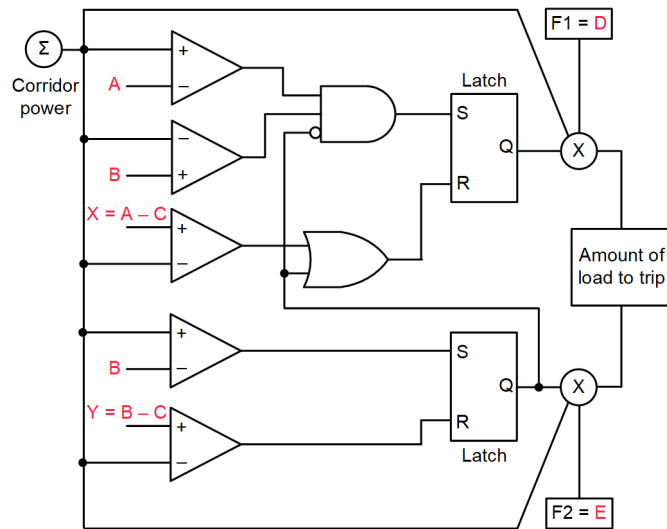 F1 = D
Σ
Corridor
power
+
A
−
Latch
S
Q
R
X
−
B
+
X = A – C
+
−
Amount of
load to trip
+
B
−
S
Q
R
X
Y = B – C
+
−
Latch
F2 = E